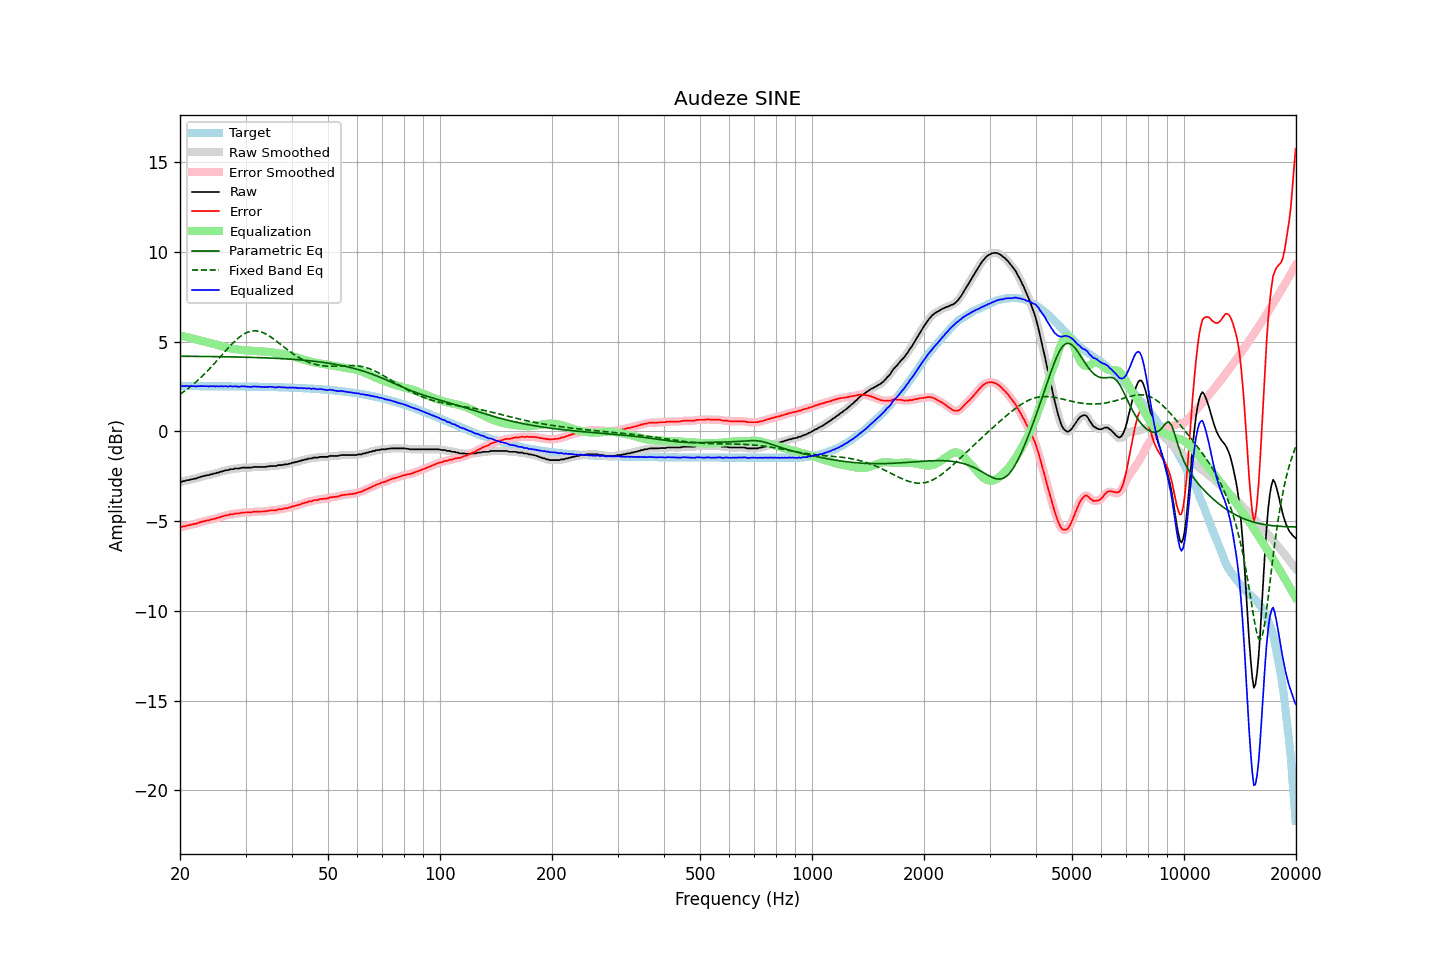 Audeze SINE
Target
Raw Smoothed
Error Smoothed
Raw
Error
Equalization
Parametric Eq
Fixed Band Eq
Equalized
Amplitude (dBr)
15
10
5
0
−5
−10
−15
−20
20 50 100 200 500 1000 2000 5000 10000 20000
Frequency (Hz)